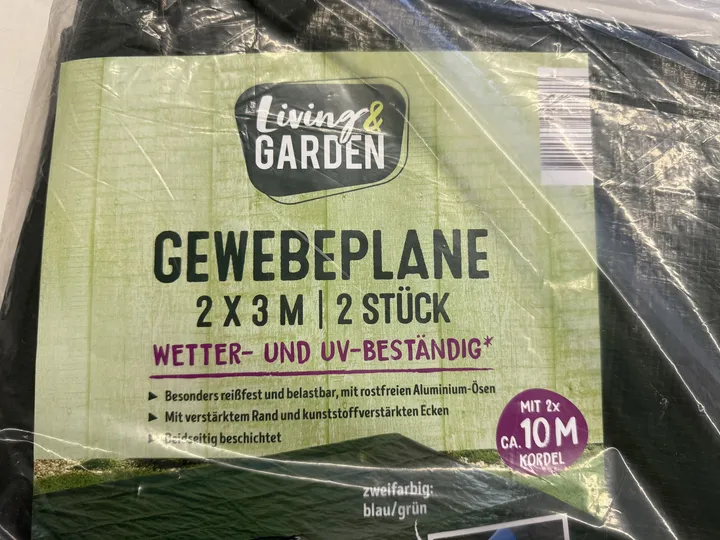 Living &
GARDEN
GEWEBEPLANE
2 X 3 M | 2 STÜCK
WETTER- UND UV-BESTÄNDIG*
▶ Besonders reißfest und belastbar, mit rostfreien Aluminium-Ösen
▶ Mit verstärktem Rand und kunststoffverstärkten Ecken
▶ Beidseitig beschichtet
MIT 2x
CA. 10 M
KORDEL
zweifarbig:
blau/grün